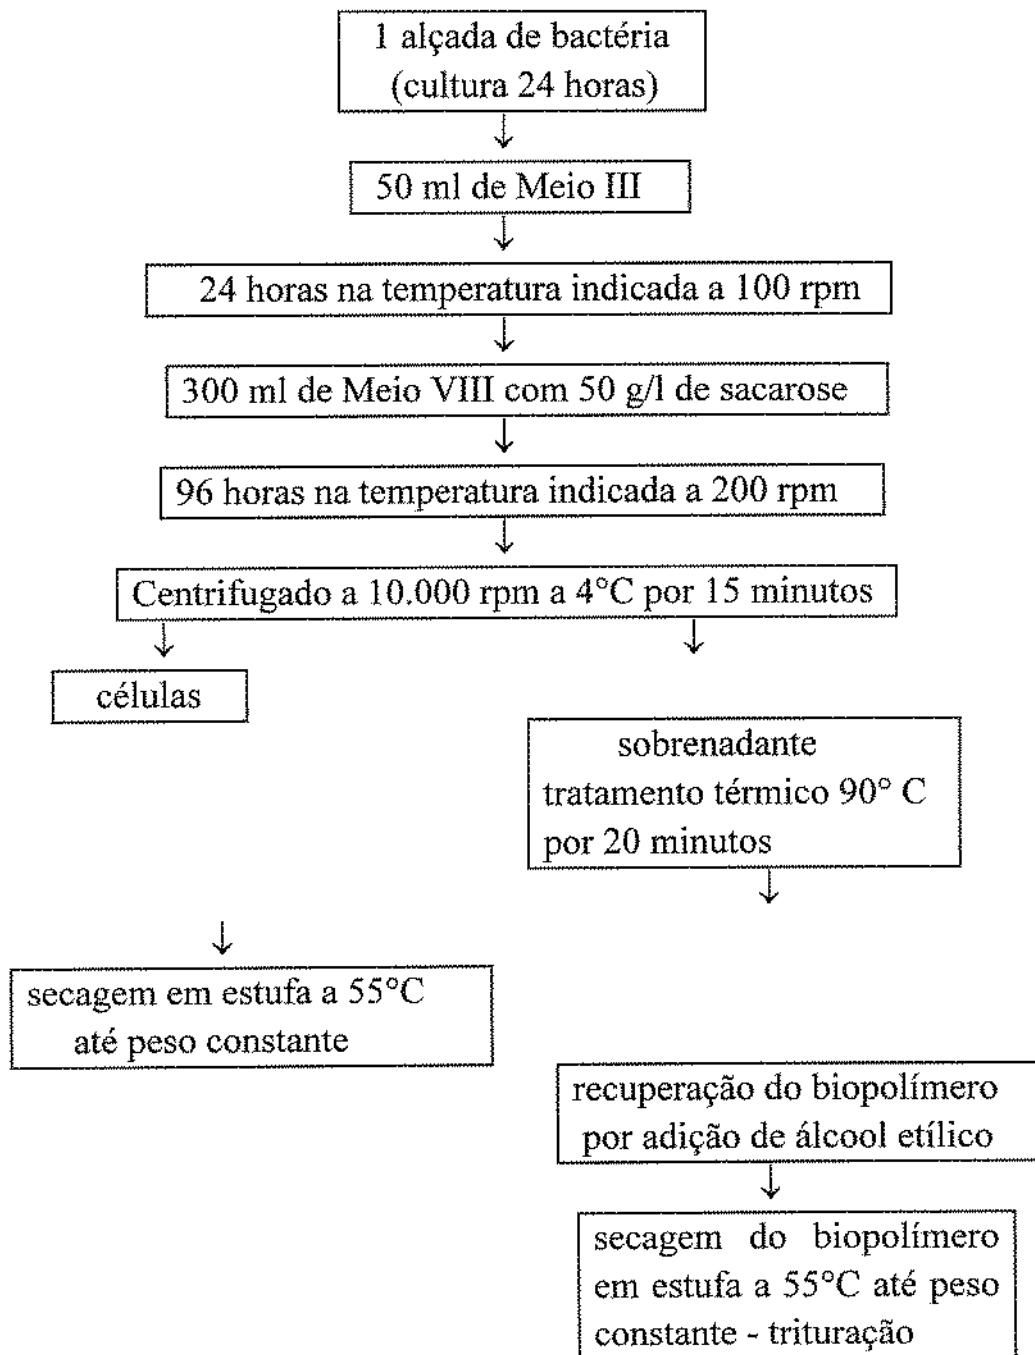 1 alçada de bactéria
(cultura 24 horas)
↓
50 ml de Meio III
↓
24 horas na temperatura indicada a 100 rpm
↓
300 ml de Meio VIII com 50 g/l de sacarose
↓
96 horas na temperatura indicada a 200 rpm
↓
Centrifugado a 10.000 rpm a 4°C por 15 minutos
↓ ↓
células
sobrenadante
tratamento térmico 90° C
por 20 minutos
↓
↓
secagem em estufa a 55°C
até peso constante
recuperação do biopolímero
por adição de álcool etílico
↓
secagem do biopolímero
em estufa a 55°C até peso
constante - trituração